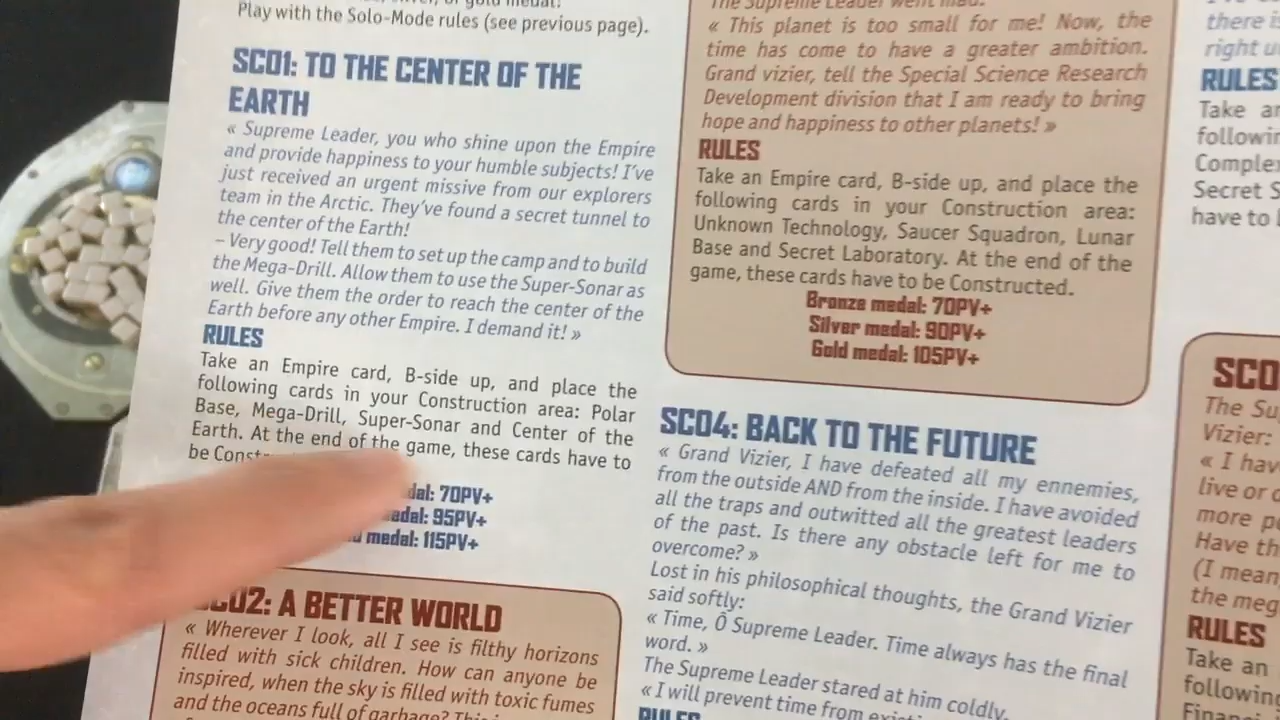 Play with the Solo-Mode rules (see previous page).
SC01: TO THE CENTER OF THE
EARTH
« Supreme Leader, you who shine upon the Empire
and provide happiness to your humble subjects! I've
just received an urgent missive from our explorers
team in the Arctic. They've found a secret tunnel to
the center of the Earth!
– Very good! Tell them to set up the camp and to build
the Mega-Drill. Allow them to use the Super-Sonar as
well. Give them the order to reach the center of the
Earth before any other Empire. I demand it! »
RULES
Take an Empire card, B-side up, and place the
following cards in your Construction area: Polar
Base, Mega-Drill, Super-Sonar and Center of the
Earth. At the end of the game, these cards have to
be
70PV+
95PV+
medal: 115PV+
SC02: A BETTER WORLD
« Wherever I look, all I see is filthy horizons
filled with sick children. How can anyone be
inspired, when the sky is filled with toxic fumes
and the oceans full of garbage?
The Supreme Leader went mad.
« This planet is too small for me! Now, the
time has come to have a greater ambition.
Grand vizier, tell the Special Science Research
Development division that I am ready to bring
hope and happiness to other planets! »
RULES
Take an Empire card, B-side up, and place the
following cards in your Construction area:
Unknown Technology, Saucer Squadron, Lunar
Base and Secret Laboratory. At the end of the
game, these cards have to be Constructed.
Bronze medal: 70PV+
Silver medal: 90PV+
Gold medal: 105PV+
SC04: BACK TO THE FUTURE
« Grand Vizier, I have defeated all my ennemies,
from the outside AND from the inside. I have avoided
all the traps and outwitted all the greatest leaders
of the past. Is there any obstacle left for me to
overcome? »
Lost in his philosophical thoughts, the Grand Vizier
said softly:
« Time, Ô Supreme Leader. Time always has the final
word. »
The Supreme Leader stared at him coldly.
« I will prevent time from
RULES
there
right
RULES
Take
Secret
have to
The
Vizier:
« I
live or
more
Have
(I mean
the
RULES
Take an